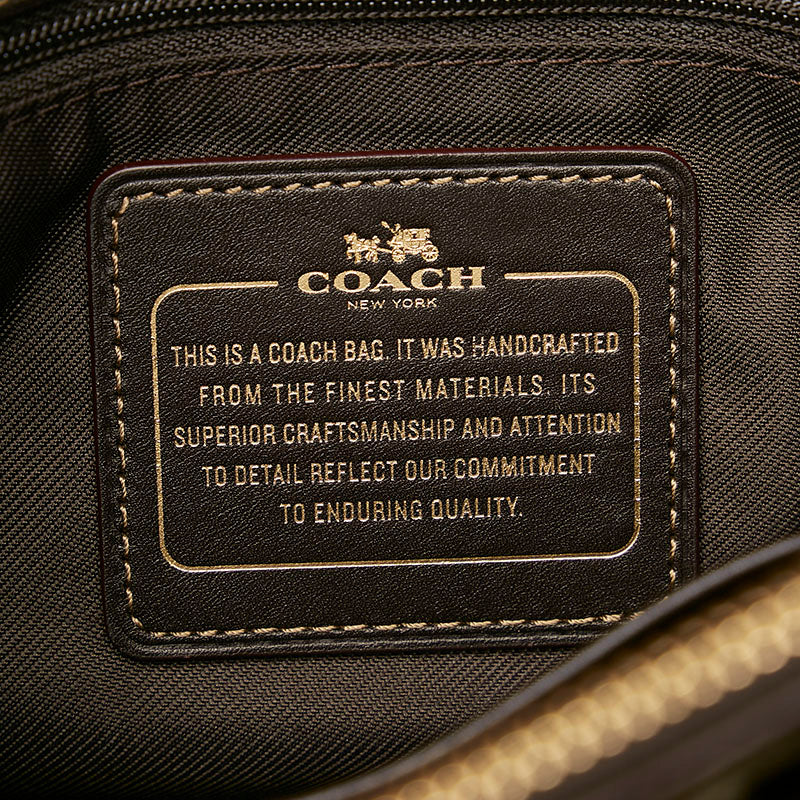 COACH
NEW YORK
THIS IS A COACH BAG. IT WAS HANDCRAFTED
FROM THE FINEST MATERIALS. ITS
SUPERIOR CRAFTSMANSHIP AND ATTENTION
TO DETAIL REFLECT OUR COMMITMENT
TO ENDURING QUALITY.